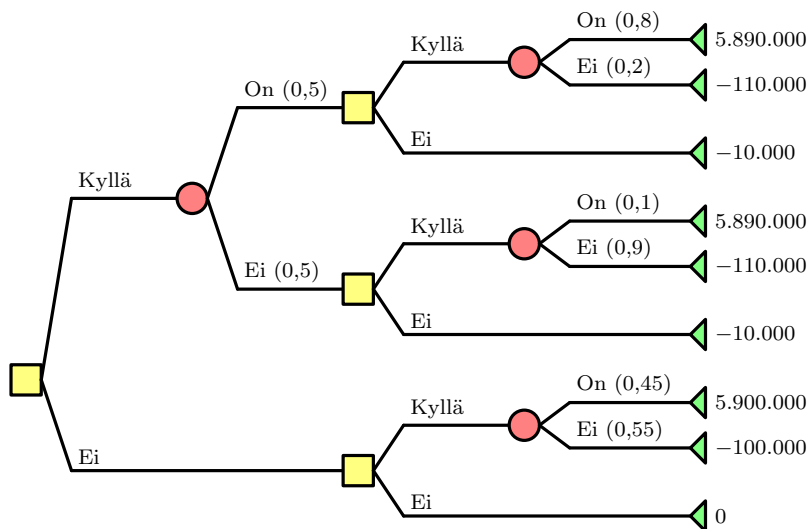 On (0,8)
5.890.000
Kyllä
Ei (0,2)
−110.000
On (0,5)
Ei
−10.000
Kyllä
On (0,1)
5.890.000
Kyllä
Ei (0,9)
−110.000
Ei (0,5)
Ei
−10.000
On (0,45)
5.900.000
Kyllä
Ei (0,55)
−100.000
Ei
Ei
0